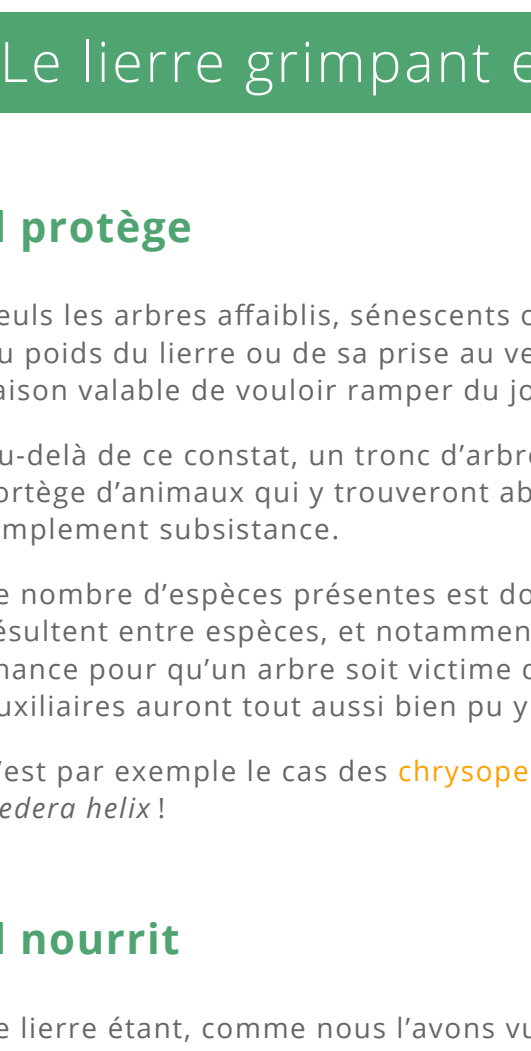 Le lierre grimpant e
l protège
euls les arbres affaiblis, sénescents
u poids du lierre ou de sa prise au ve
aison valable de vouloir ramper du jo
u-delà de ce constat, un tronc d’arbr
ortège d’animaux qui y trouveront ab
mplement subsistance.
e nombre d’espèces présentes est do
ésultent entre espèces, et notammen
hance pour qu’un arbre soit victime
uxiliaires auront tout aussi bien pu y
’est par exemple le cas des chrysope
edera helix !
l nourrit
e lierre étant, comme nous l’avons vu